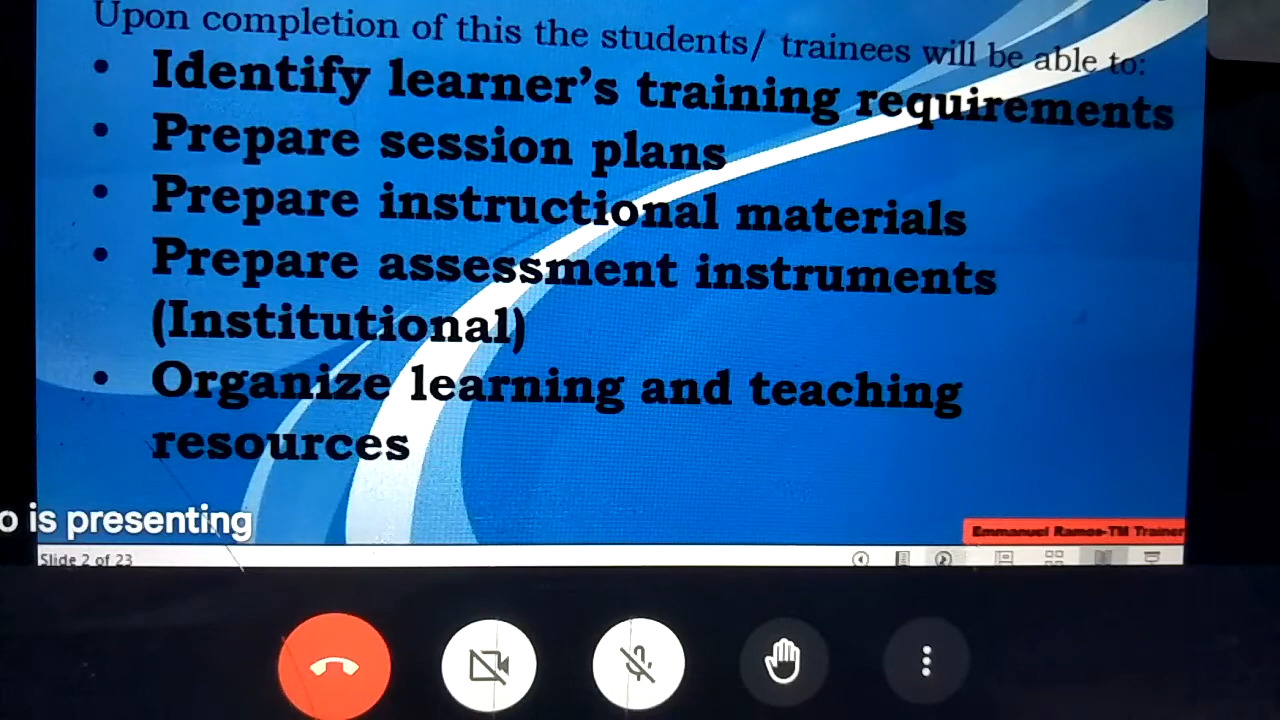 Upon completion of this the students/ trainees will be able to:
• Identify learner's training requirements
• Prepare session plans
• Prepare instructional materials
• Prepare assessment instruments
(Institutional)
• Organize learning and teaching
resources
o is presenting
Emmanuel Ramos-TM Trainer
Slide 2 of 23